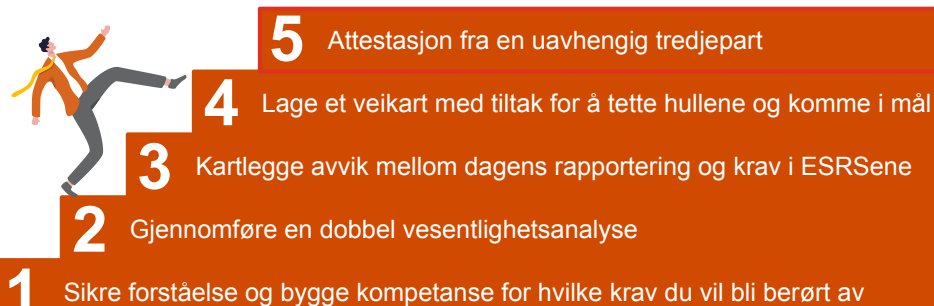 5 Attestasjon fra en uavhengig tredjepart
4 Lage et veikart med tiltak for å tette hullene og komme i mål
3 Kartlegge avvik mellom dagens rapportering og krav i ESRSene
2 Gjennomføre en dobbel vesentlighetsanalyse
1 Sikre forståelse og bygge kompetanse for hvilke krav du vil bli berørt av